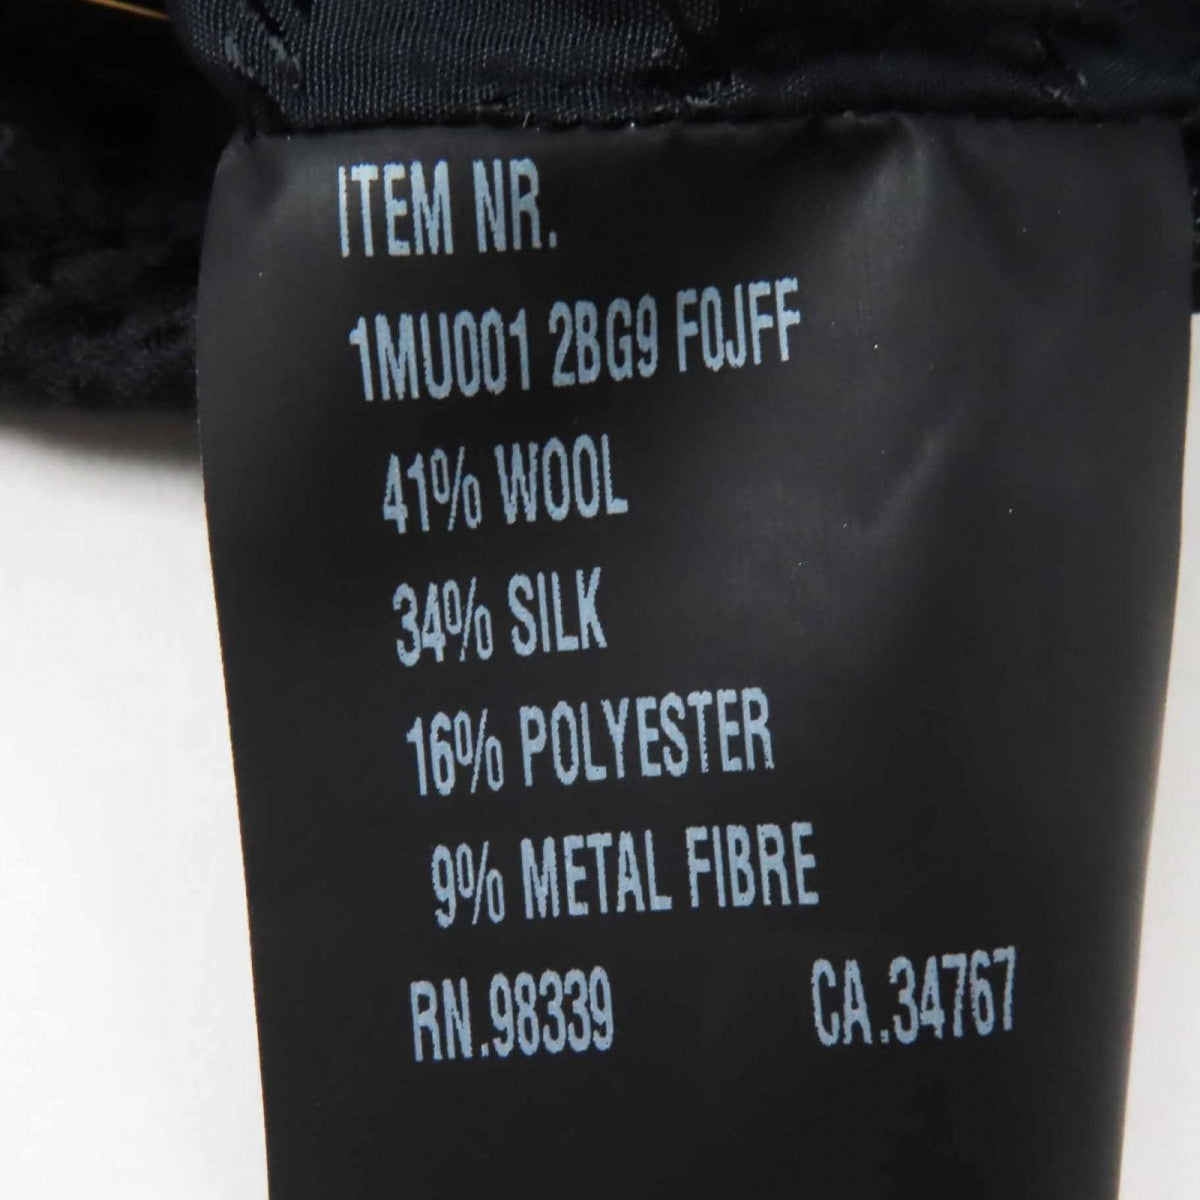 ITEM NR.
1MU001 2BG9 F0JFF
41% WOOL
34% SILK
16% POLYESTER
9% METAL FIBRE
RN.98339 CA.34767